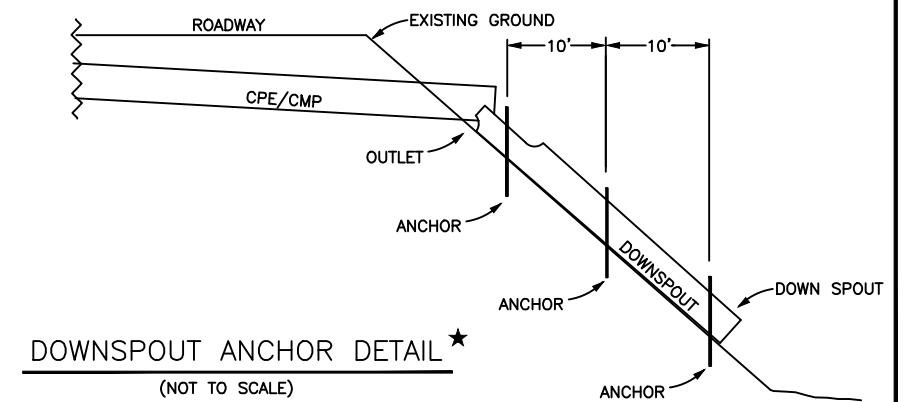 ROADWAY
EXISTING GROUND
10'
10'
CPE/CMP
OUTLET
ANCHOR
DOWNSPOUT
DOWN SPOUT
ANCHOR
DOWNSPOUT ANCHOR DETAIL ★
(NOT TO SCALE)
ANCHOR